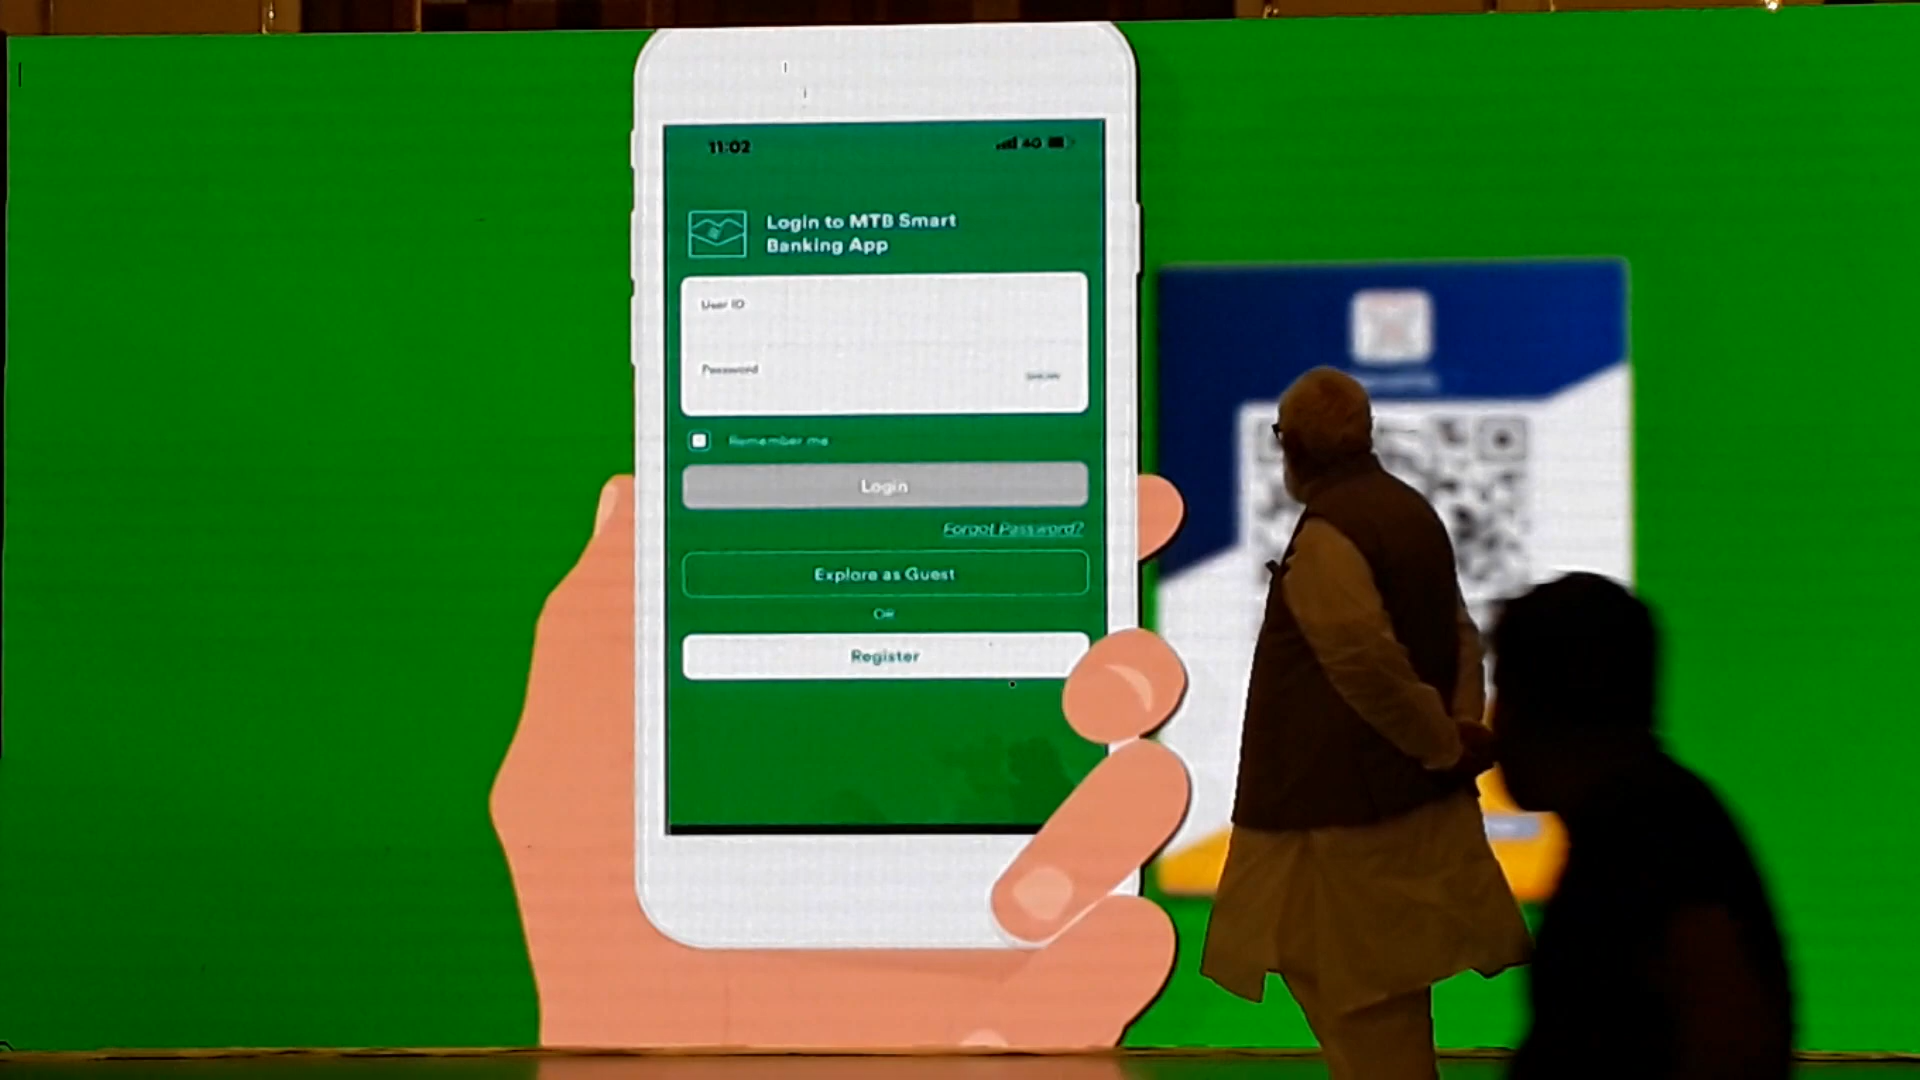 11:02
4G
Login to MTB Smart
Banking App
User ID
Password
SHOW
Remember me
Login
Forgot Password?
Explore as Guest
OR
Register